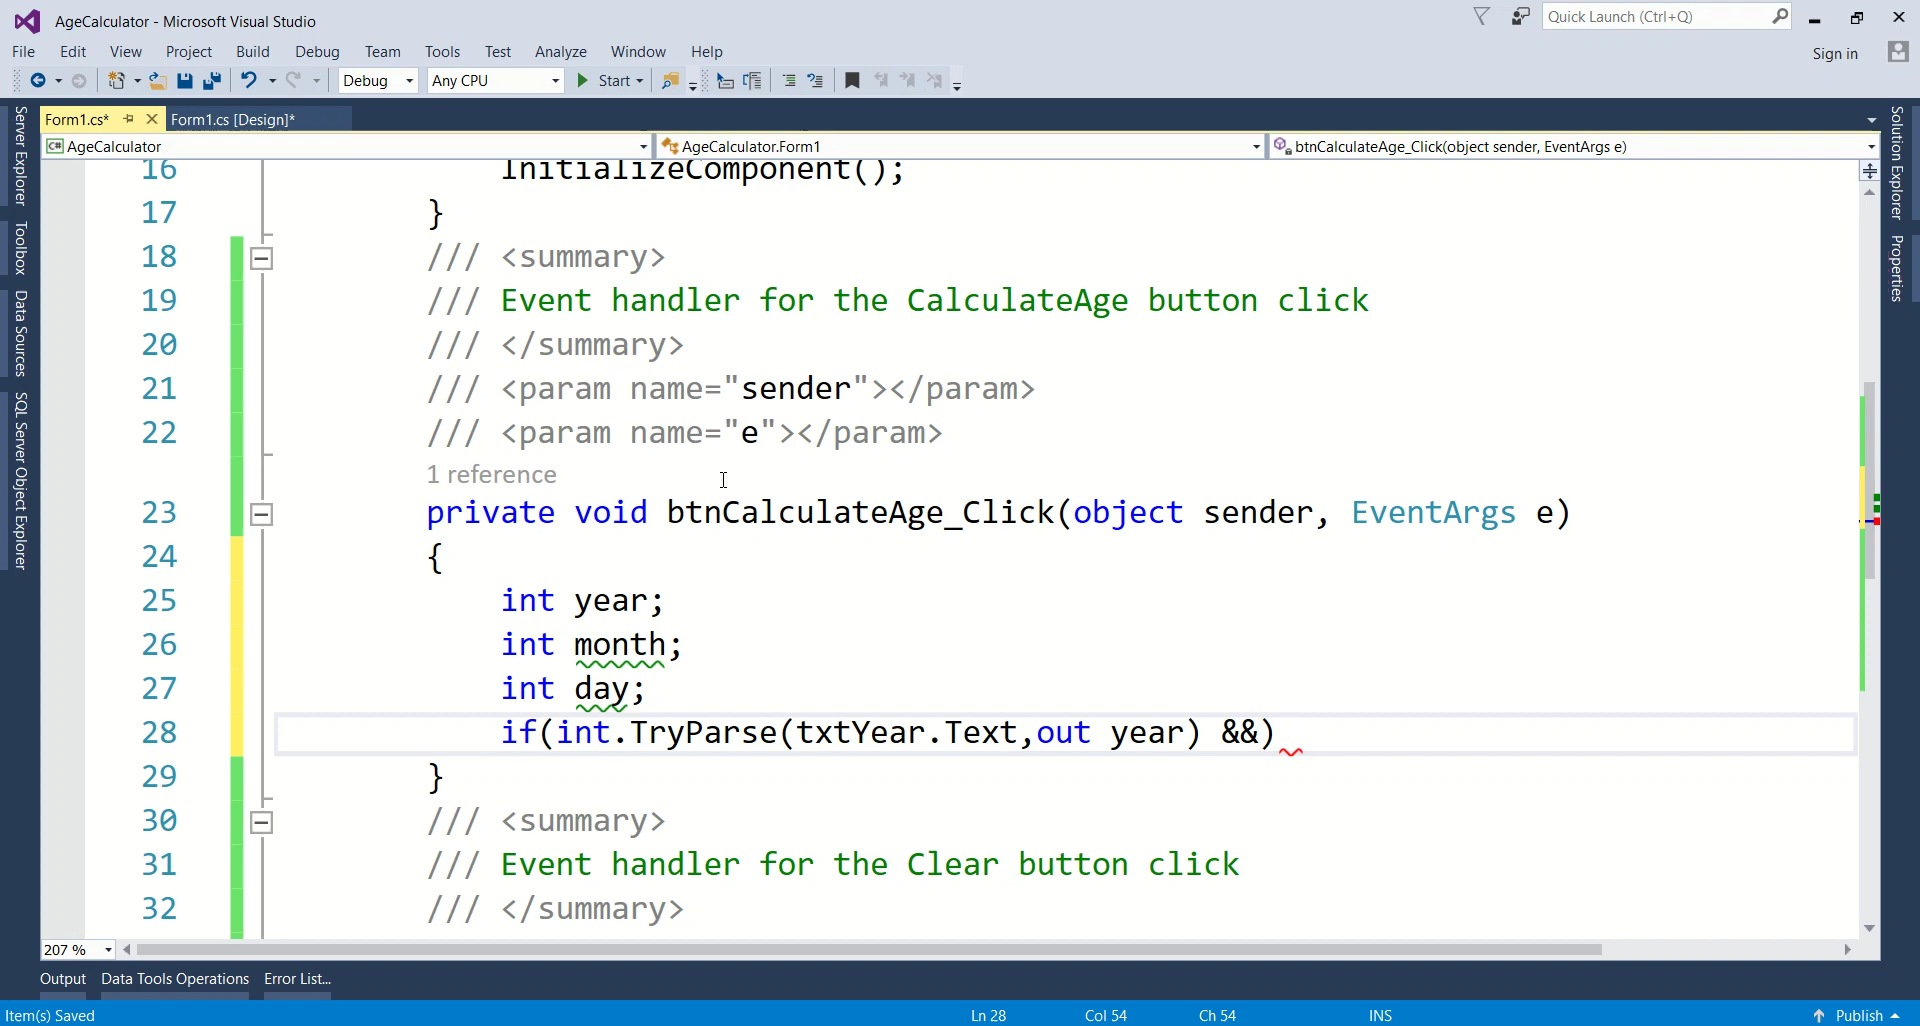 AgeCalculator - Microsoft Visual Studio
Quick Launch (Ctrl+Q)
File Edit View Project Build Debug Team Tools Test Analyze Window Help
Sign in
Debug Any CPU Start
Form1.cs* Form1.cs [Design]*
C# AgeCalculator AgeCalculator.Form1 btnCalculateAge_Click(object sender, EventArgs e)
Server Explorer
Toolbox
Data Sources
SQL Server Object Explorer
Solution Explorer
Properties
16 InitializeComponent();
17 }
18 /// <summary>
19 /// Event handler for the CalculateAge button click
20 /// </summary>
21 /// <param name="sender"></param>
22 /// <param name="e"></param>
1 reference
23 private void btnCalculateAge_Click(object sender, EventArgs e)
24 {
25 int year;
26 int month;
27 int day;
28 if(int.TryParse(txtYear.Text,out year) &&)
29 }
30 /// <summary>
31 /// Event handler for the Clear button click
32 /// </summary>
207 %
Output Data Tools Operations Error List...
Item(s) Saved Ln 28 Col 54 Ch 54 INS Publish